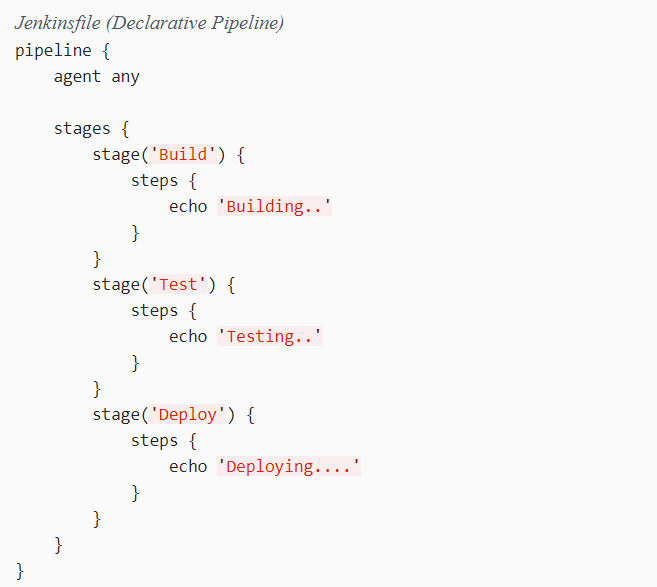 Jenkinsfile (Declarative Pipeline)
pipeline {
    agent any

    stages {
        stage('Build') {
            steps {
                echo 'Building..'
            }
        }
        stage('Test') {
            steps {
                echo 'Testing..'
            }
        }
        stage('Deploy') {
            steps {
                echo 'Deploying....'
            }
        }
    }
}